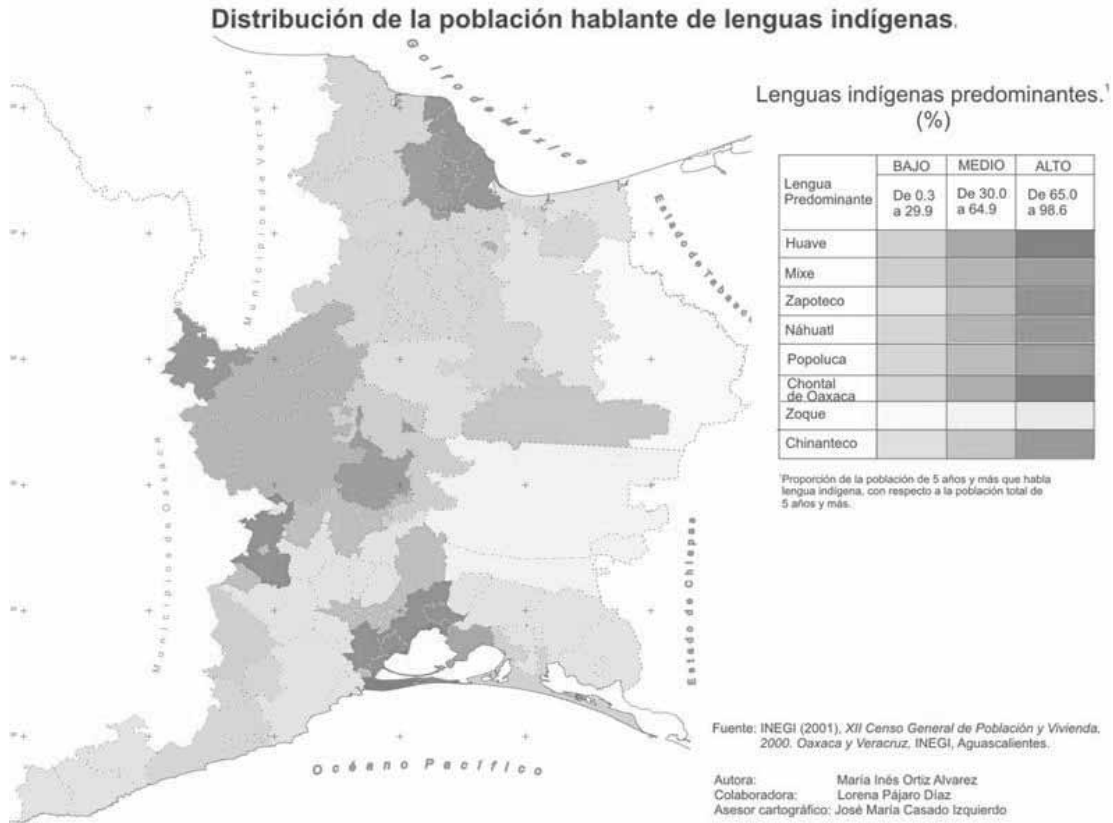 Distribución de la población hablante de lenguas indígenas.
Golfo de México
Municipios de Veracruz
Estado de Tabasco
Municipios de Oaxaca
Estado de Chiapas
Océano Pacífico
Lenguas indígenas predominantes.¹
(%)
Lengua Predominante
BAJO
MEDIO
ALTO
De 0.3
a 29.9
De 30.0
a 64.9
De 65.0
a 98.6
Huave
Mixe
Zapoteco
Náhuatl
Popoluca
Chontal
de Oaxaca
Zoque
Chinanteco
¹Proporción de la población de 5 años y más que habla
lengua indígena, con respecto a la población total de
5 años y más.
Fuente: INEGI (2001), XII Censo General de Población y Vivienda,
2000. Oaxaca y Veracruz, INEGI, Aguascalientes.
Autora: María Inés Ortiz Alvarez
Colaboradora: Lorena Pájaro Díaz
Asesor cartográfico: José María Casado Izquierdo